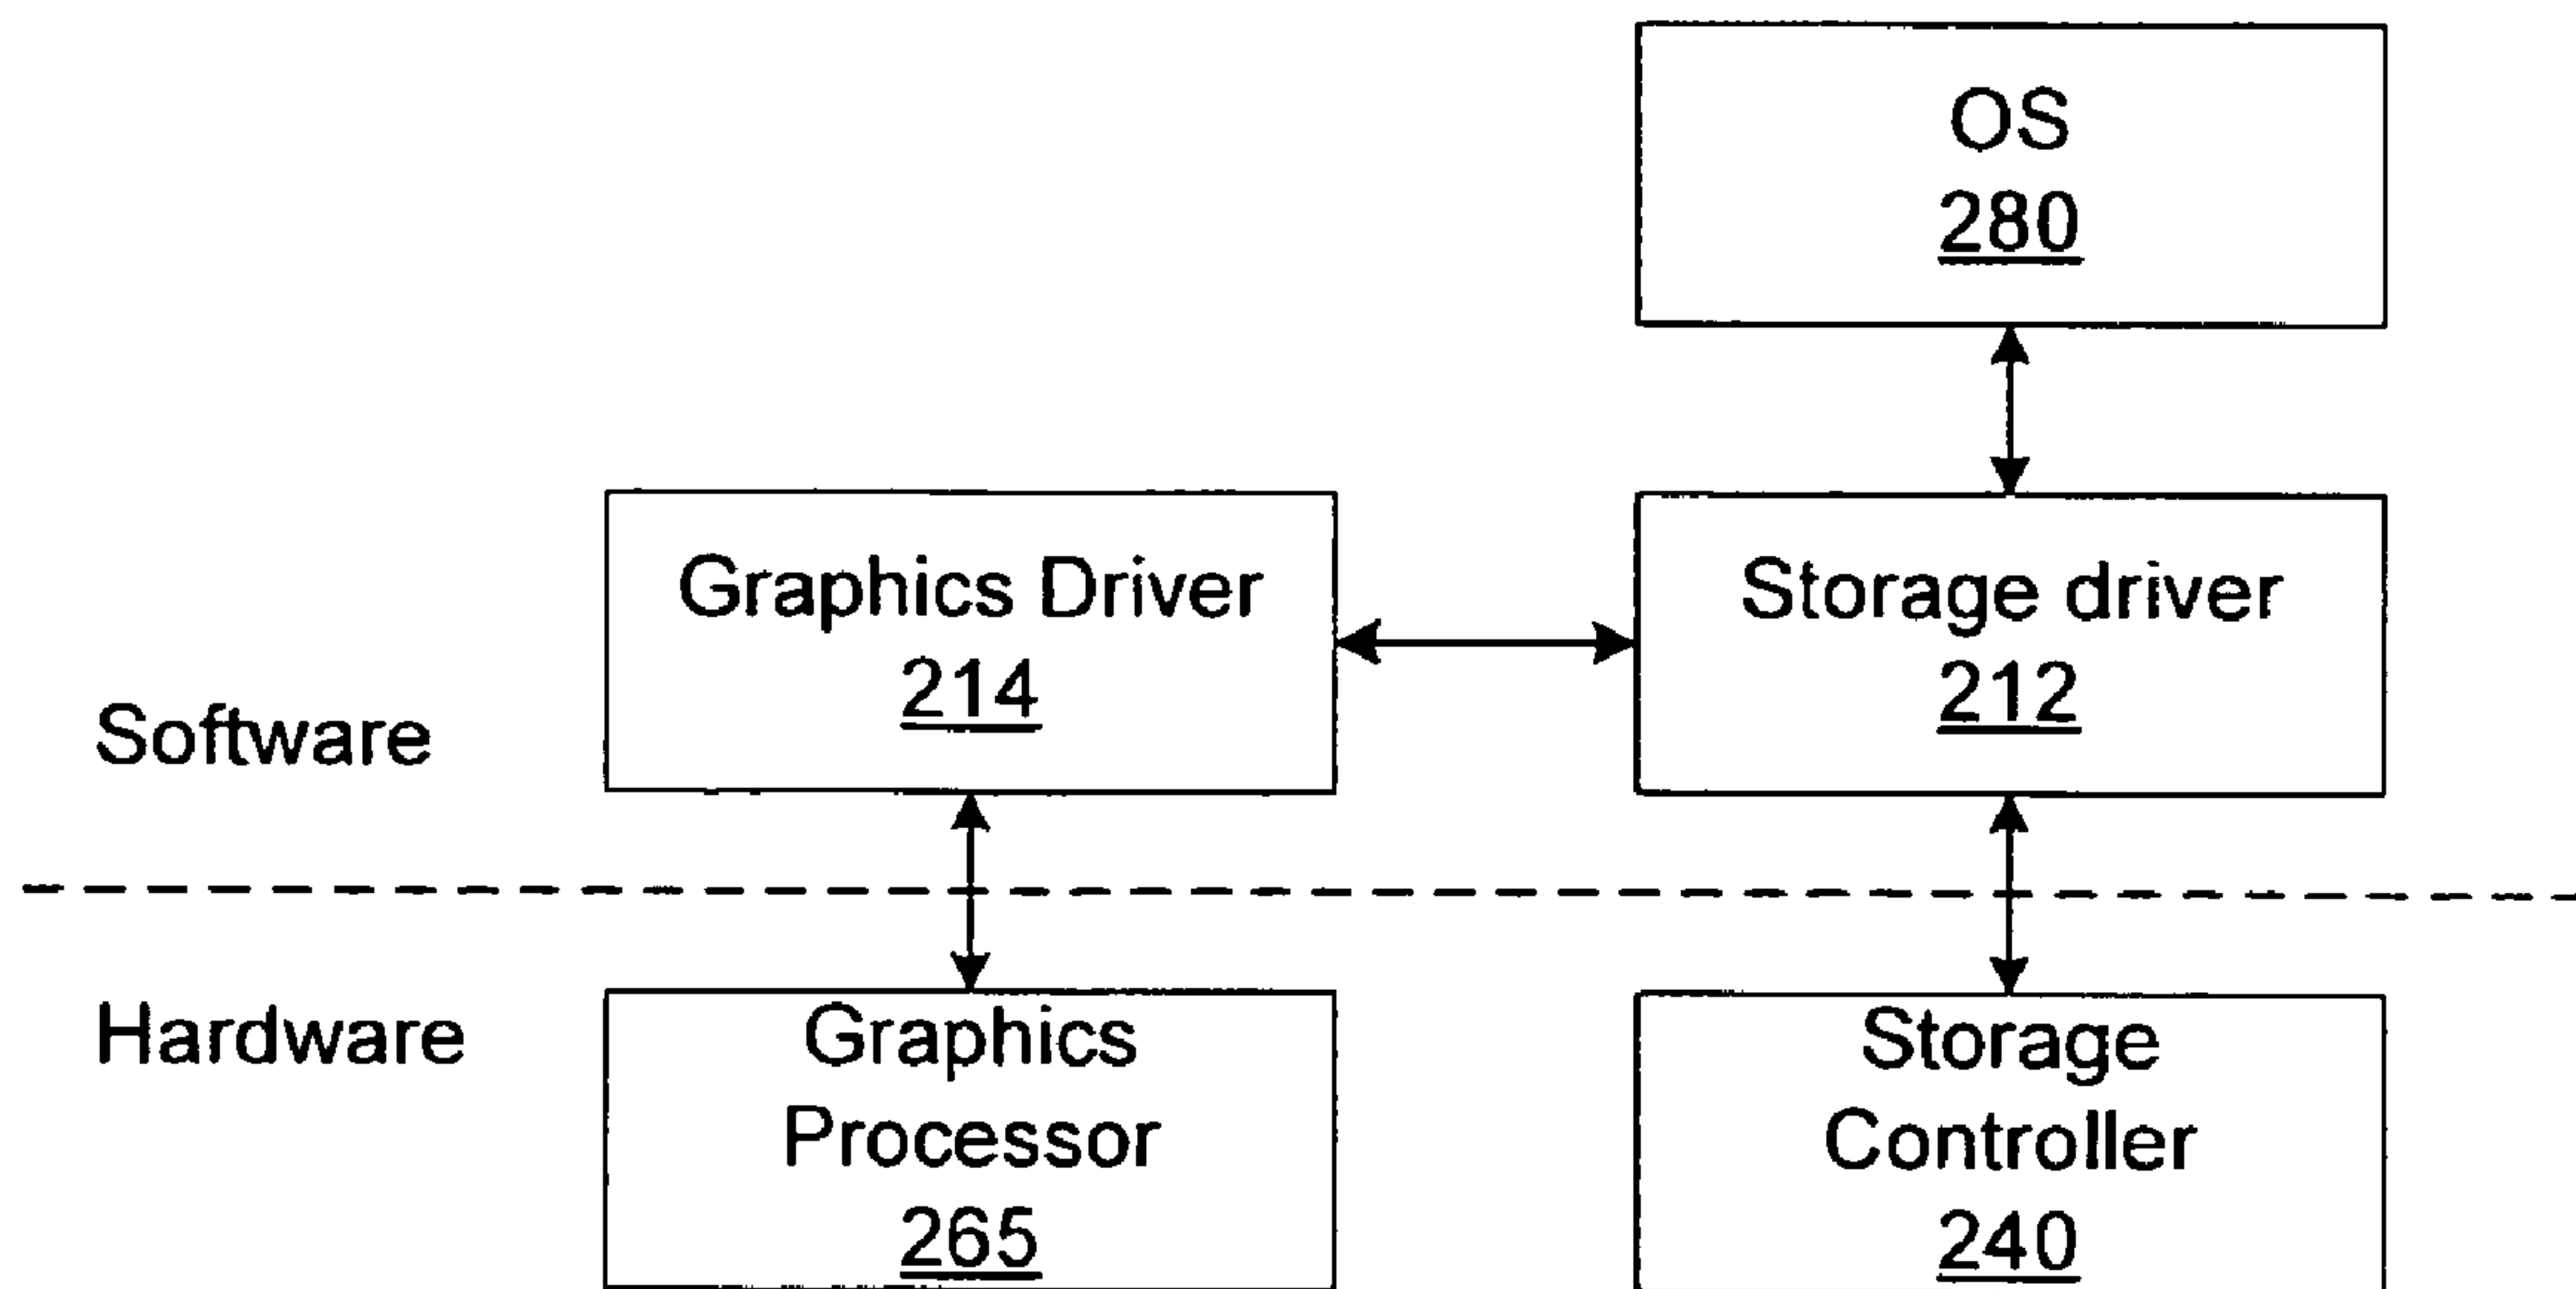 OS
280
Graphics Driver
214
Storage driver
212
Software
Hardware
Graphics
Processor
265
Storage
Controller
240